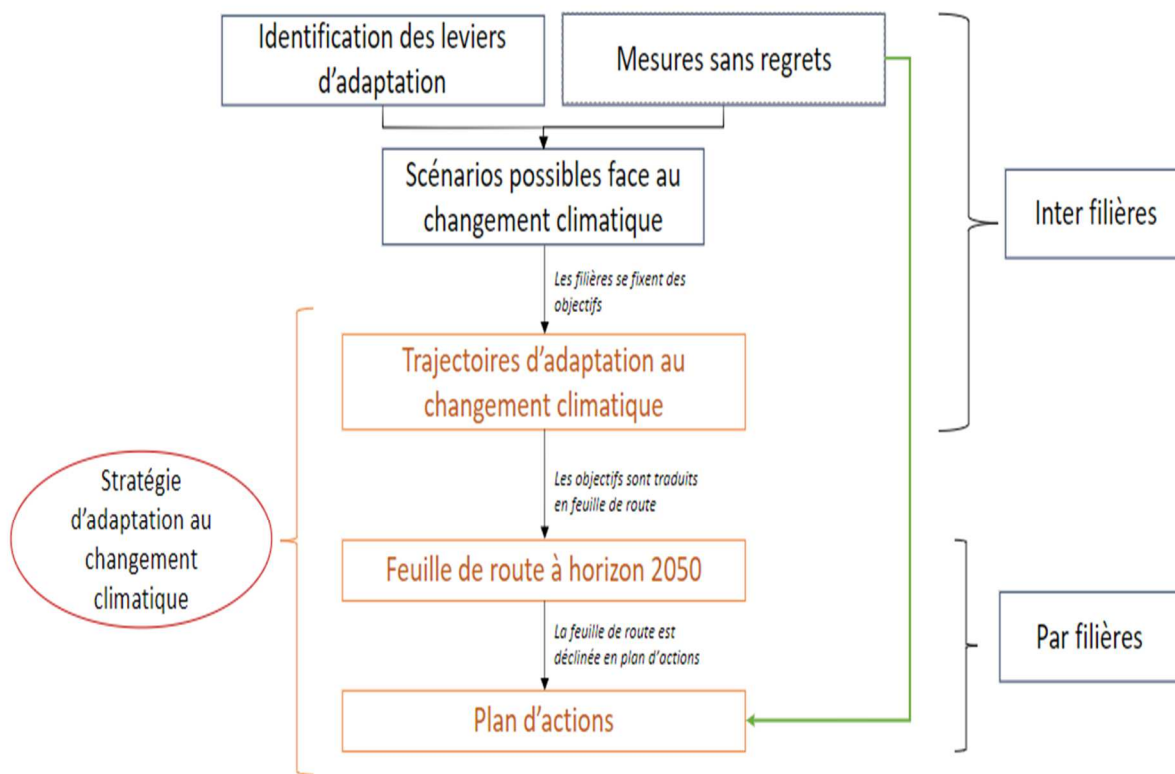 Identification des leviers
d’adaptation
Mesures sans regrets
Scénarios possibles face au
changement climatique
Inter filières
Les filières se fixent des
objectifs
Trajectoires d’adaptation au
changement climatique
Les objectifs sont traduits
en feuille de route
Stratégie
d’adaptation au
changement
climatique
Feuille de route à horizon 2050
La feuille de route est
déclinée en plan d’actions
Par filières
Plan d’actions